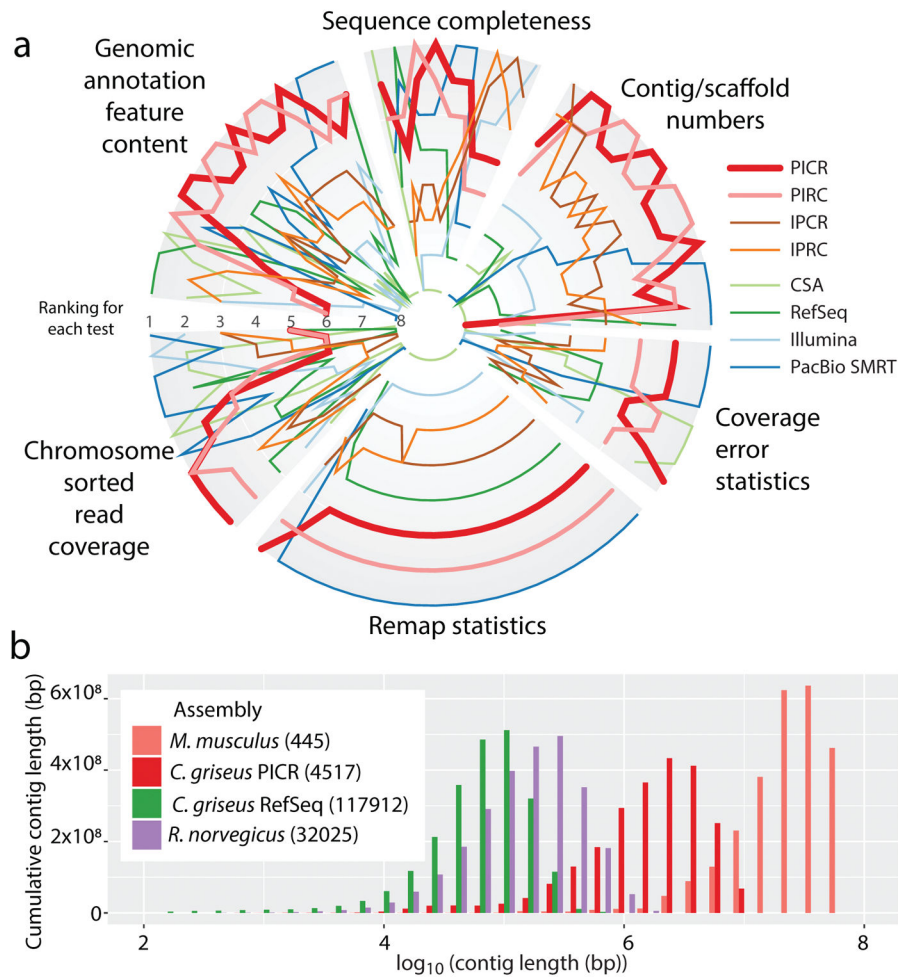 a
Sequence completeness
Genomic
annotation
feature
content
Contig/scaffold
numbers
PICR
PIRC
IPCR
IPRC
CSA
RefSeq
Illumina
PacBio SMRT
Ranking for
each test
1 2 3 4 5 6 7 8
Chromosome
sorted
read
coverage
Coverage
error
statistics
Remap statistics
b
Cumulative contig length (bp)
6x10⁸
4x10⁸
2x10⁸
0
Assembly
M. musculus (445)
C. griseus PICR (4517)
C. griseus RefSeq (117912)
R. norvegicus (32025)
2 4 6 8
log₁₀ (contig length (bp))